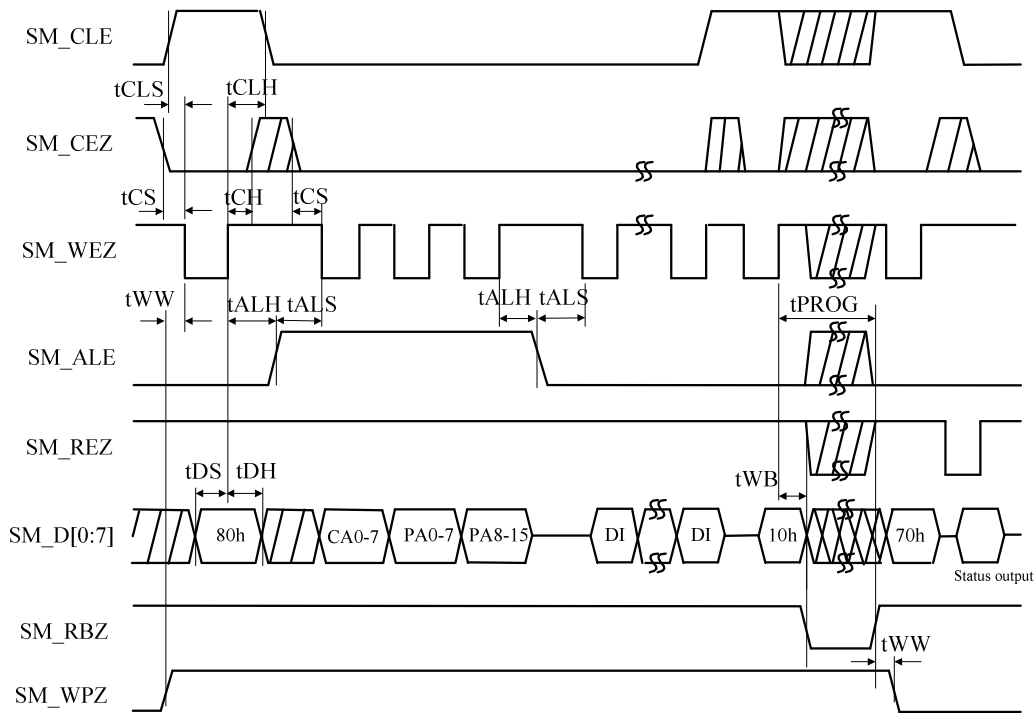 SM_CLE
tCLS
tCLH
SM_CEZ
tCS
tCH
tCS
SM_WEZ
tWW
tALH
tALS
tALH
tALS
tPROG
SM_ALE
SM_REZ
tDS
tDH
tWB
SM_D[0:7]
80h
CA0-7
PA0-7
PA8-15
DI
DI
10h
70h
Status output
SM_RBZ
tWW
SM_WPZ